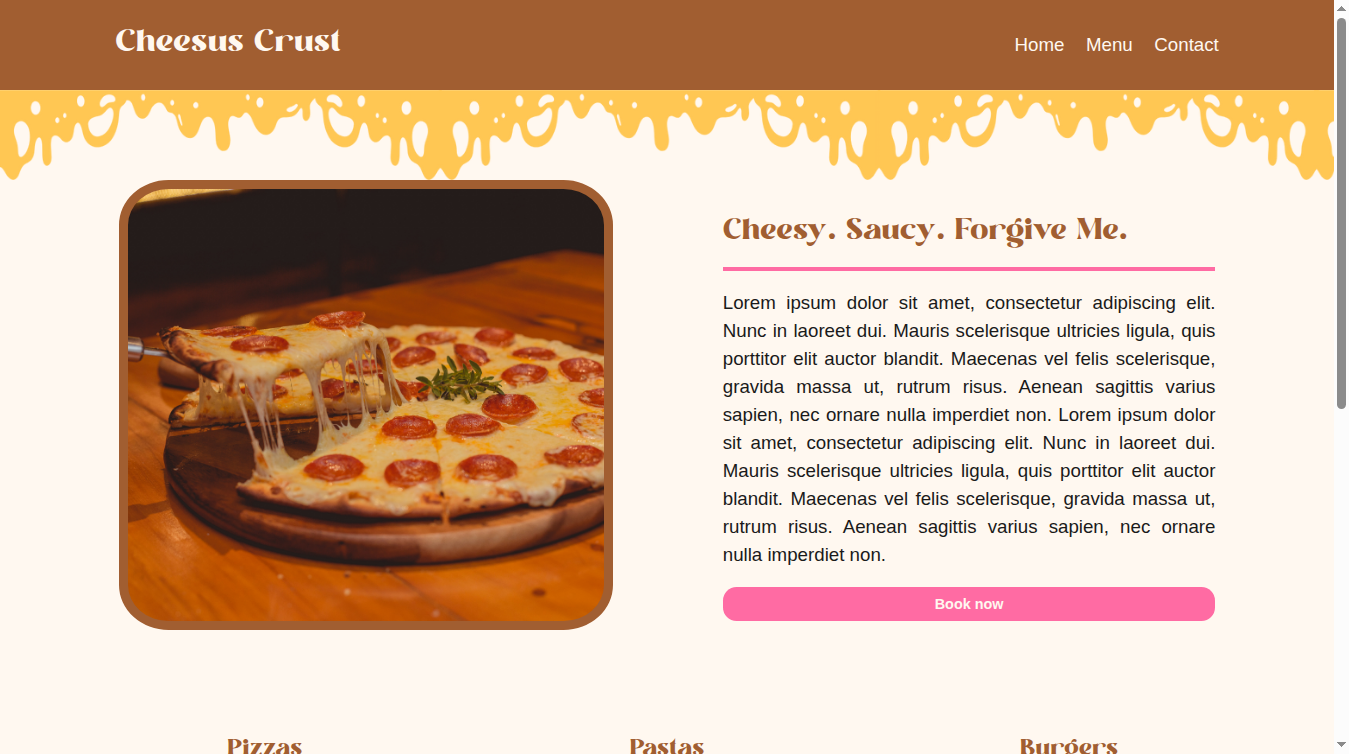 Cheesus Crust
Home Menu Contact
Cheesy. Saucy. Forgive Me.
Lorem ipsum dolor sit amet, consectetur adipiscing elit.
Nunc in laoreet dui. Mauris scelerisque ultricies ligula, quis
porttitor elit auctor blandit. Maecenas vel felis scelerisque,
gravida massa ut, rutrum risus. Aenean sagittis varius
sapien, nec ornare nulla imperdiet non. Lorem ipsum dolor
sit amet, consectetur adipiscing elit. Nunc in laoreet dui.
Mauris scelerisque ultricies ligula, quis porttitor elit auctor
blandit. Maecenas vel felis scelerisque, gravida massa ut,
rutrum risus. Aenean sagittis varius sapien, nec ornare
nulla imperdiet non.
Book now
Pizzas
Pastas
Burgers